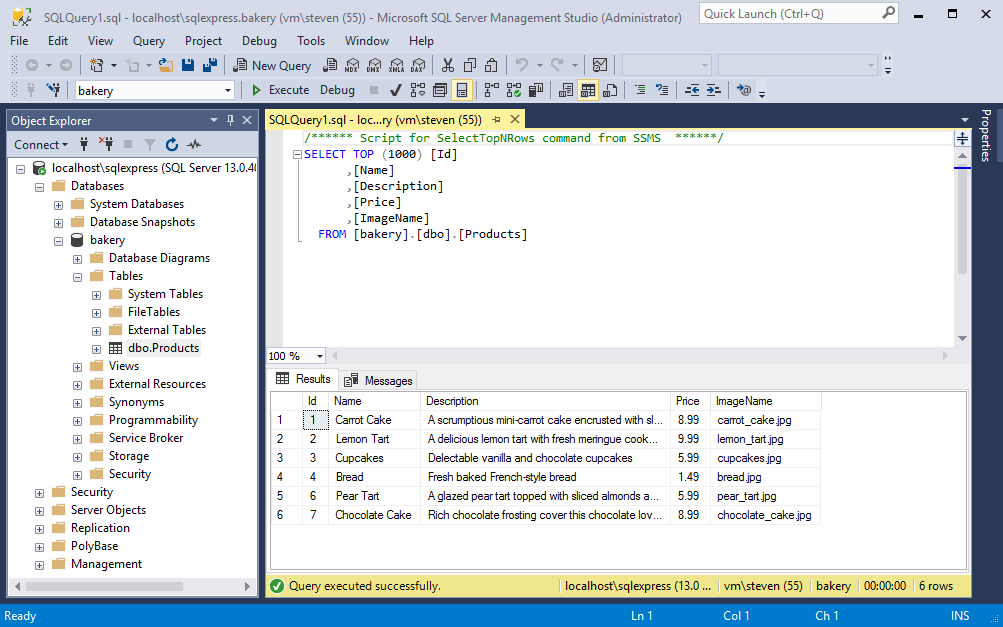 SQLQuery1.sql - localhost\sqlexpress.bakery (vm\steven (55)) - Microsoft SQL Server Management Studio (Administrator)
Quick Launch (Ctrl+Q)
File Edit View Query Project Debug Tools Window Help
New Query MDX DMX XMLA DAX
bakery Execute Debug
Object Explorer
Connect
localhost\sqlexpress (SQL Server 13.0.40
Databases
System Databases
Database Snapshots
bakery
Database Diagrams
Tables
System Tables
FileTables
External Tables
dbo.Products
Views
External Resources
Synonyms
Programmability
Service Broker
Storage
Security
Security
Server Objects
Replication
PolyBase
Management
SQLQuery1.sql - loc...ry (vm\steven (55))
Properties
/****** Script for SelectTopNRows command from SSMS  ******/
SELECT TOP (1000) [Id]
,[Name]
,[Description]
,[Price]
,[ImageName]
FROM [bakery].[dbo].[Products]
100 %
Results Messages
Id Name Description Price ImageName
1 1 Carrot Cake A scrumptious mini-carrot cake encrusted with sl... 8.99 carrot_cake.jpg
2 2 Lemon Tart A delicious lemon tart with fresh meringue cook... 9.99 lemon_tart.jpg
3 3 Cupcakes Delectable vanilla and chocolate cupcakes 5.99 cupcakes.jpg
4 4 Bread Fresh baked French-style bread 1.49 bread.jpg
5 6 Pear Tart A glazed pear tart topped with sliced almonds a... 5.99 pear_tart.jpg
6 7 Chocolate Cake Rich chocolate frosting cover this chocolate lov... 8.99 chocolate_cake.jpg
Query executed successfully. localhost\sqlexpress (13.0 ... vm\steven (55) bakery 00:00:00 6 rows
Ready Ln 1 Col 1 Ch 1 INS